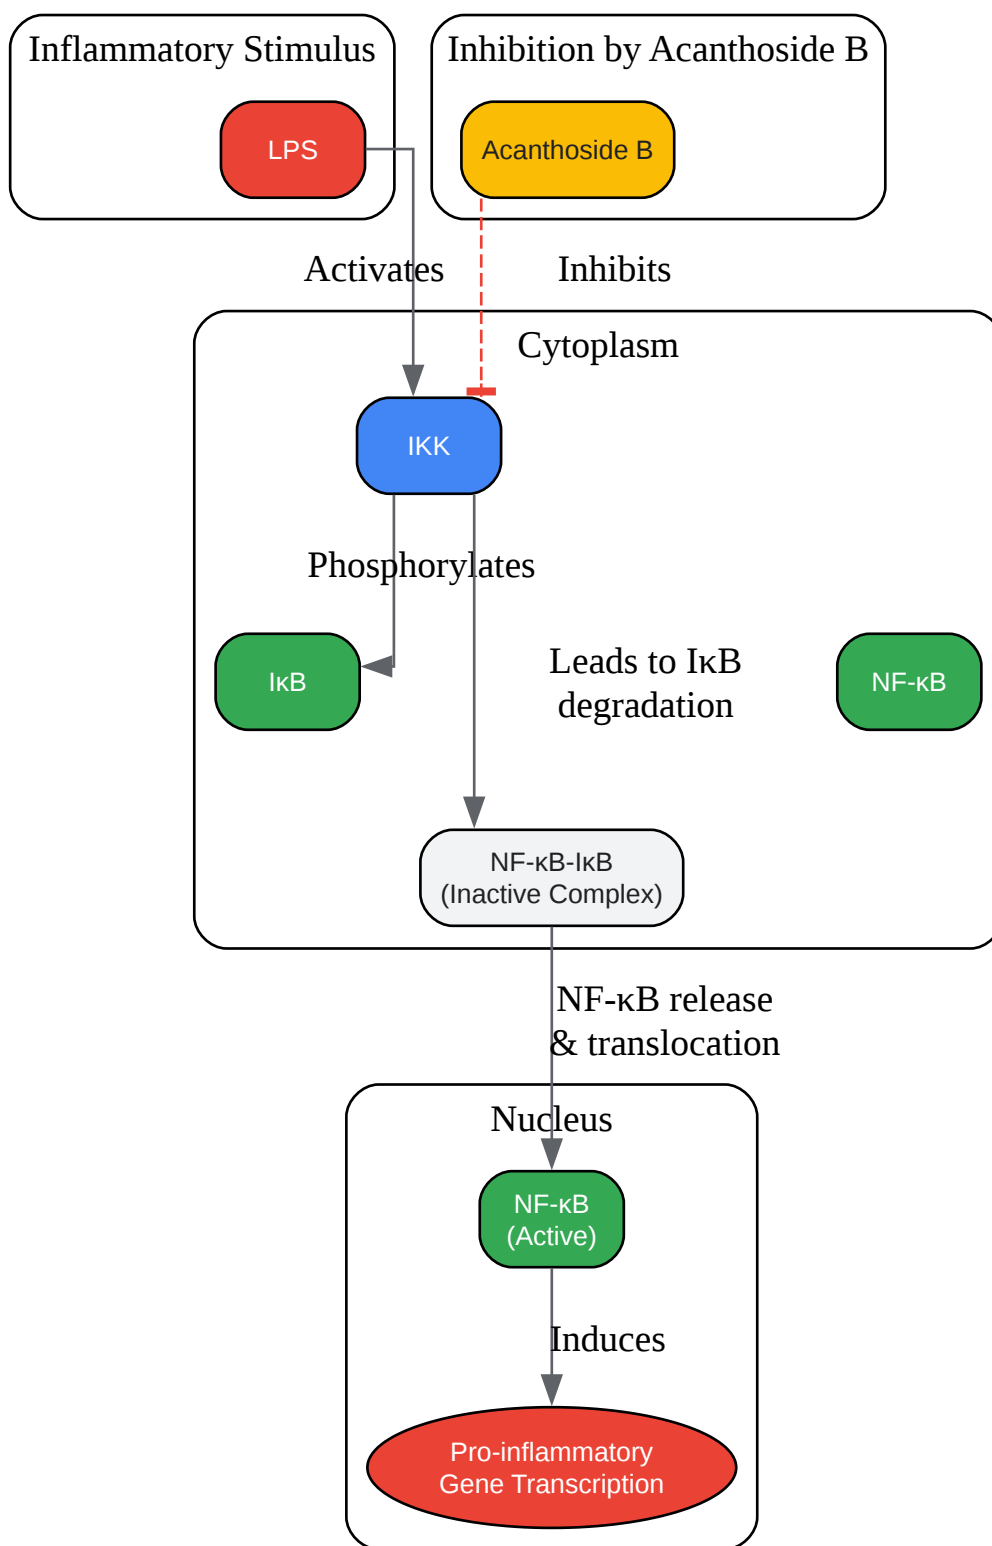 Inflammatory Stimulus
Inhibition by Acanthoside B
LPS
Acanthoside B
Activates
Inhibits
Cytoplasm
IKK
Phosphorylates
IκB
Leads to IκB
degradation
NF-κB
NF-κB-IκB
(Inactive Complex)
NF-κB release
& translocation
Nucleus
NF-κB
(Active)
Induces
Pro-inflammatory
Gene Transcription